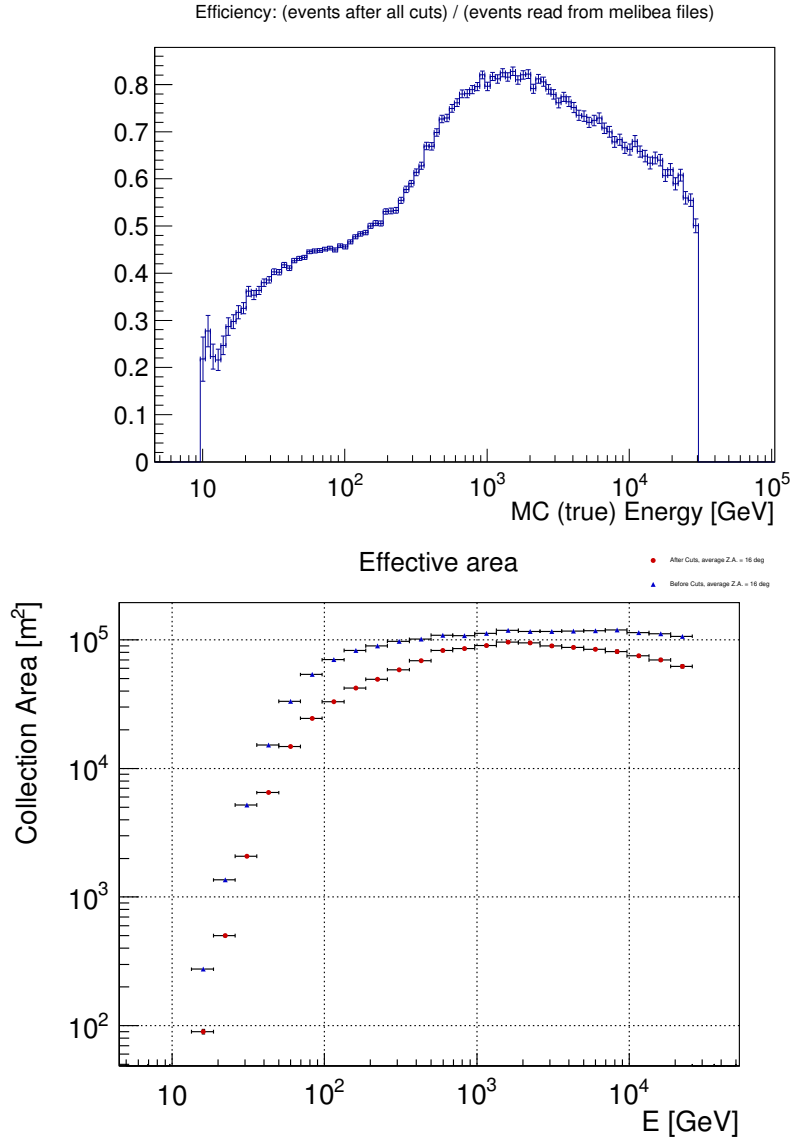 Efficiency: (events after all cuts) / (events read from melibea files)
0.8
0.7
0.6
0.5
0.4
0.3
0.2
0.1
0
10 10² 10³ 10⁴ 10⁵
MC (true) Energy [GeV]
Effective area
After Cuts, average Z.A. = 16 deg
Before Cuts, average Z.A. = 16 deg
Collection Area [m²]
10⁵
10⁴
10³
10²
10 10² 10³ 10⁴
E [GeV]